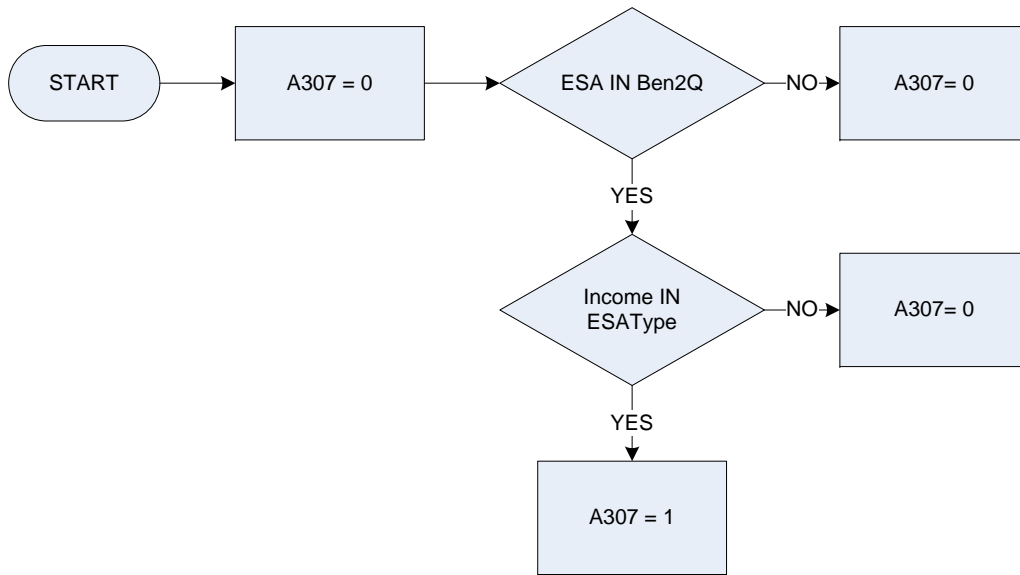 START
A307 = 0
ESA IN Ben2Q
NO
A307= 0
YES
Income IN
ESAType
NO
A307= 0
YES
A307 = 1